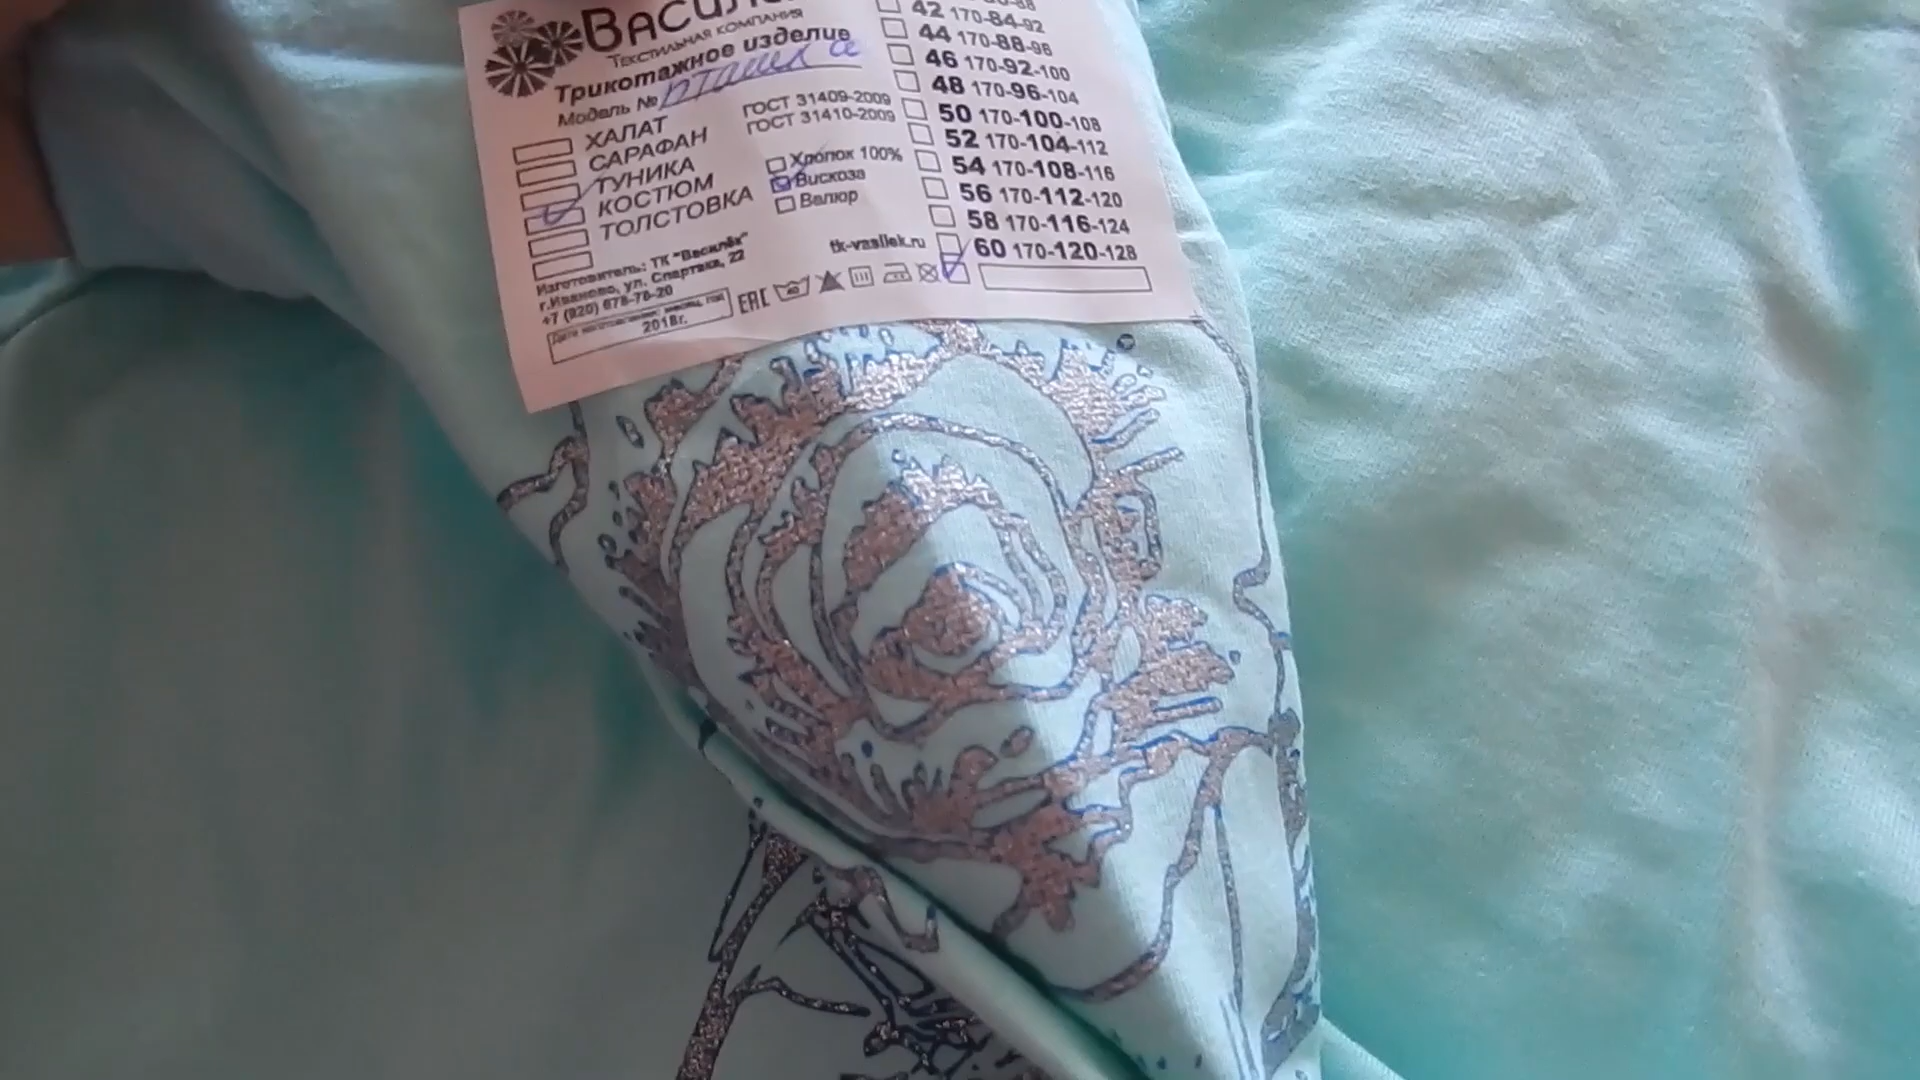 ВАСИЛ
ТЕКСТИЛЬНАЯ КОМПАНИЯ
Трикотажное изделие
Модель №
ХАЛАТ
САРАФАН
ТУНИКА
КОСТЮМ
ТОЛСТОВКА
ГОСТ 31409-2009
ГОСТ 31410-2009
Хлопок 100%
Вискоза
Велюр
Изготовитель: ТК "Василёк"
г.Иваново, ул. Спартака, 22
+7 (920) 678-76-20
2018г.
tk-vasilek.ru
EAC
40
42 170-84-92
44 170-88-96
46 170-92-100
48 170-96-104
50 170-100-108
52 170-104-112
54 170-108-116
56 170-112-120
58 170-116-124
60 170-120-128